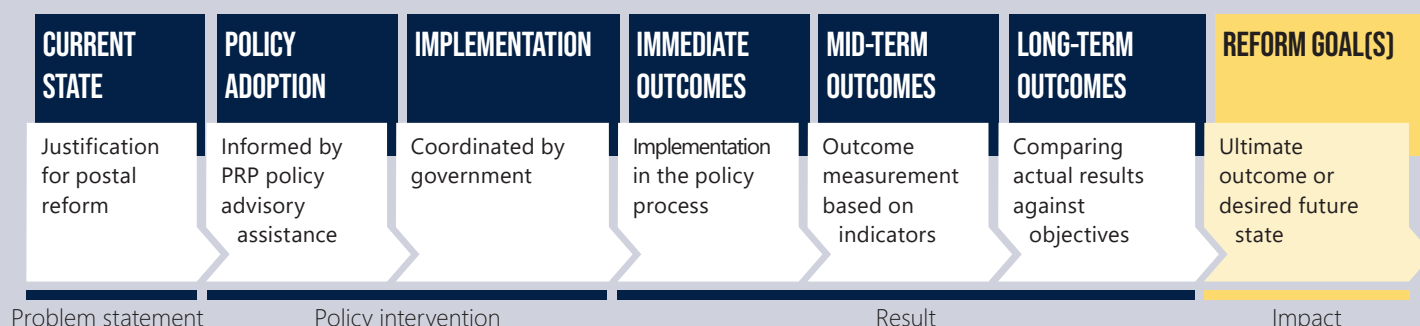 CURRENT
STATE
POLICY
ADOPTION
IMPLEMENTATION
IMMEDIATE
OUTCOMES
MID-TERM
OUTCOMES
LONG-TERM
OUTCOMES
REFORM GOAL(S)
Justification
for postal
reform
Informed by
PRP policy
advisory
assistance
Coordinated by
government
Implementation
in the policy
process
Outcome
measurement
based on
indicators
Comparing
actual results
against
objectives
Ultimate
outcome or
desired future
state
Problem statement
Policy intervention
Result
Impact